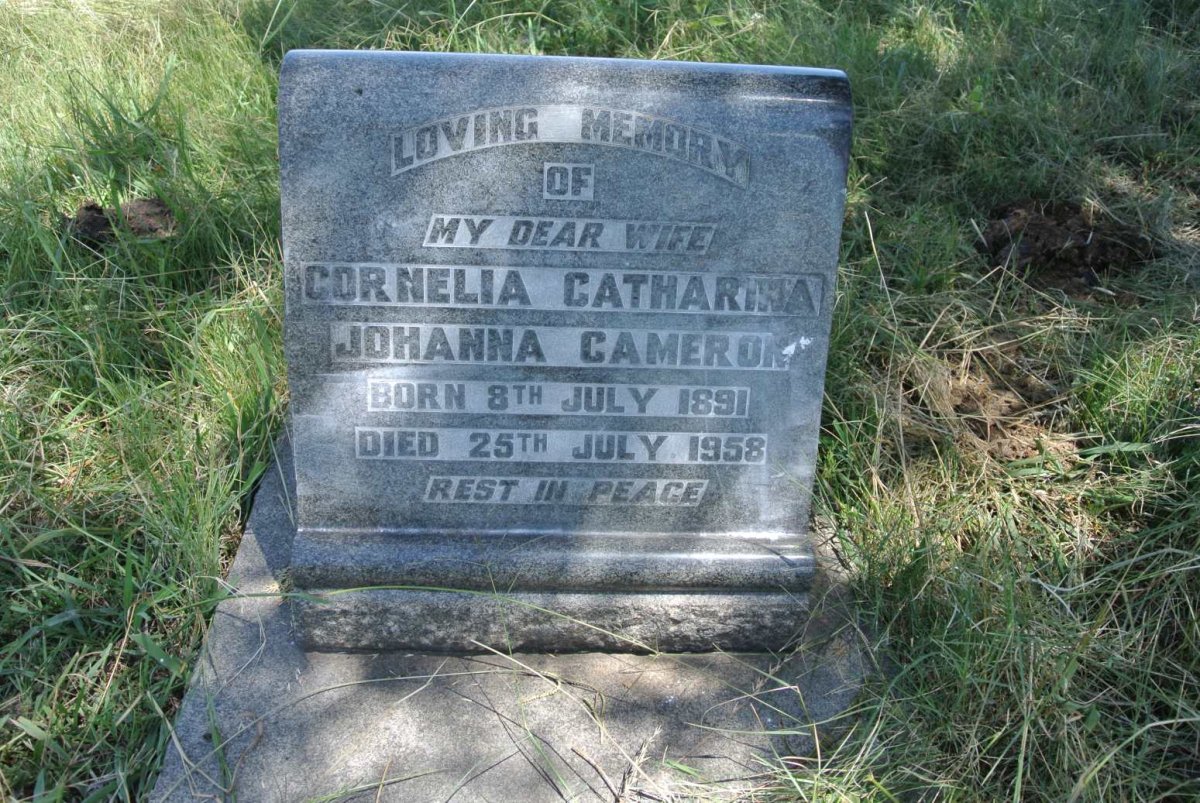 LOVING MEMORY
OF
MY DEAR WIFE
CORNELIA CATHARINA
JOHANNA CAMERON
BORN 8TH JULY 1891
DIED 25TH JULY. 1958
REST IN PEACE